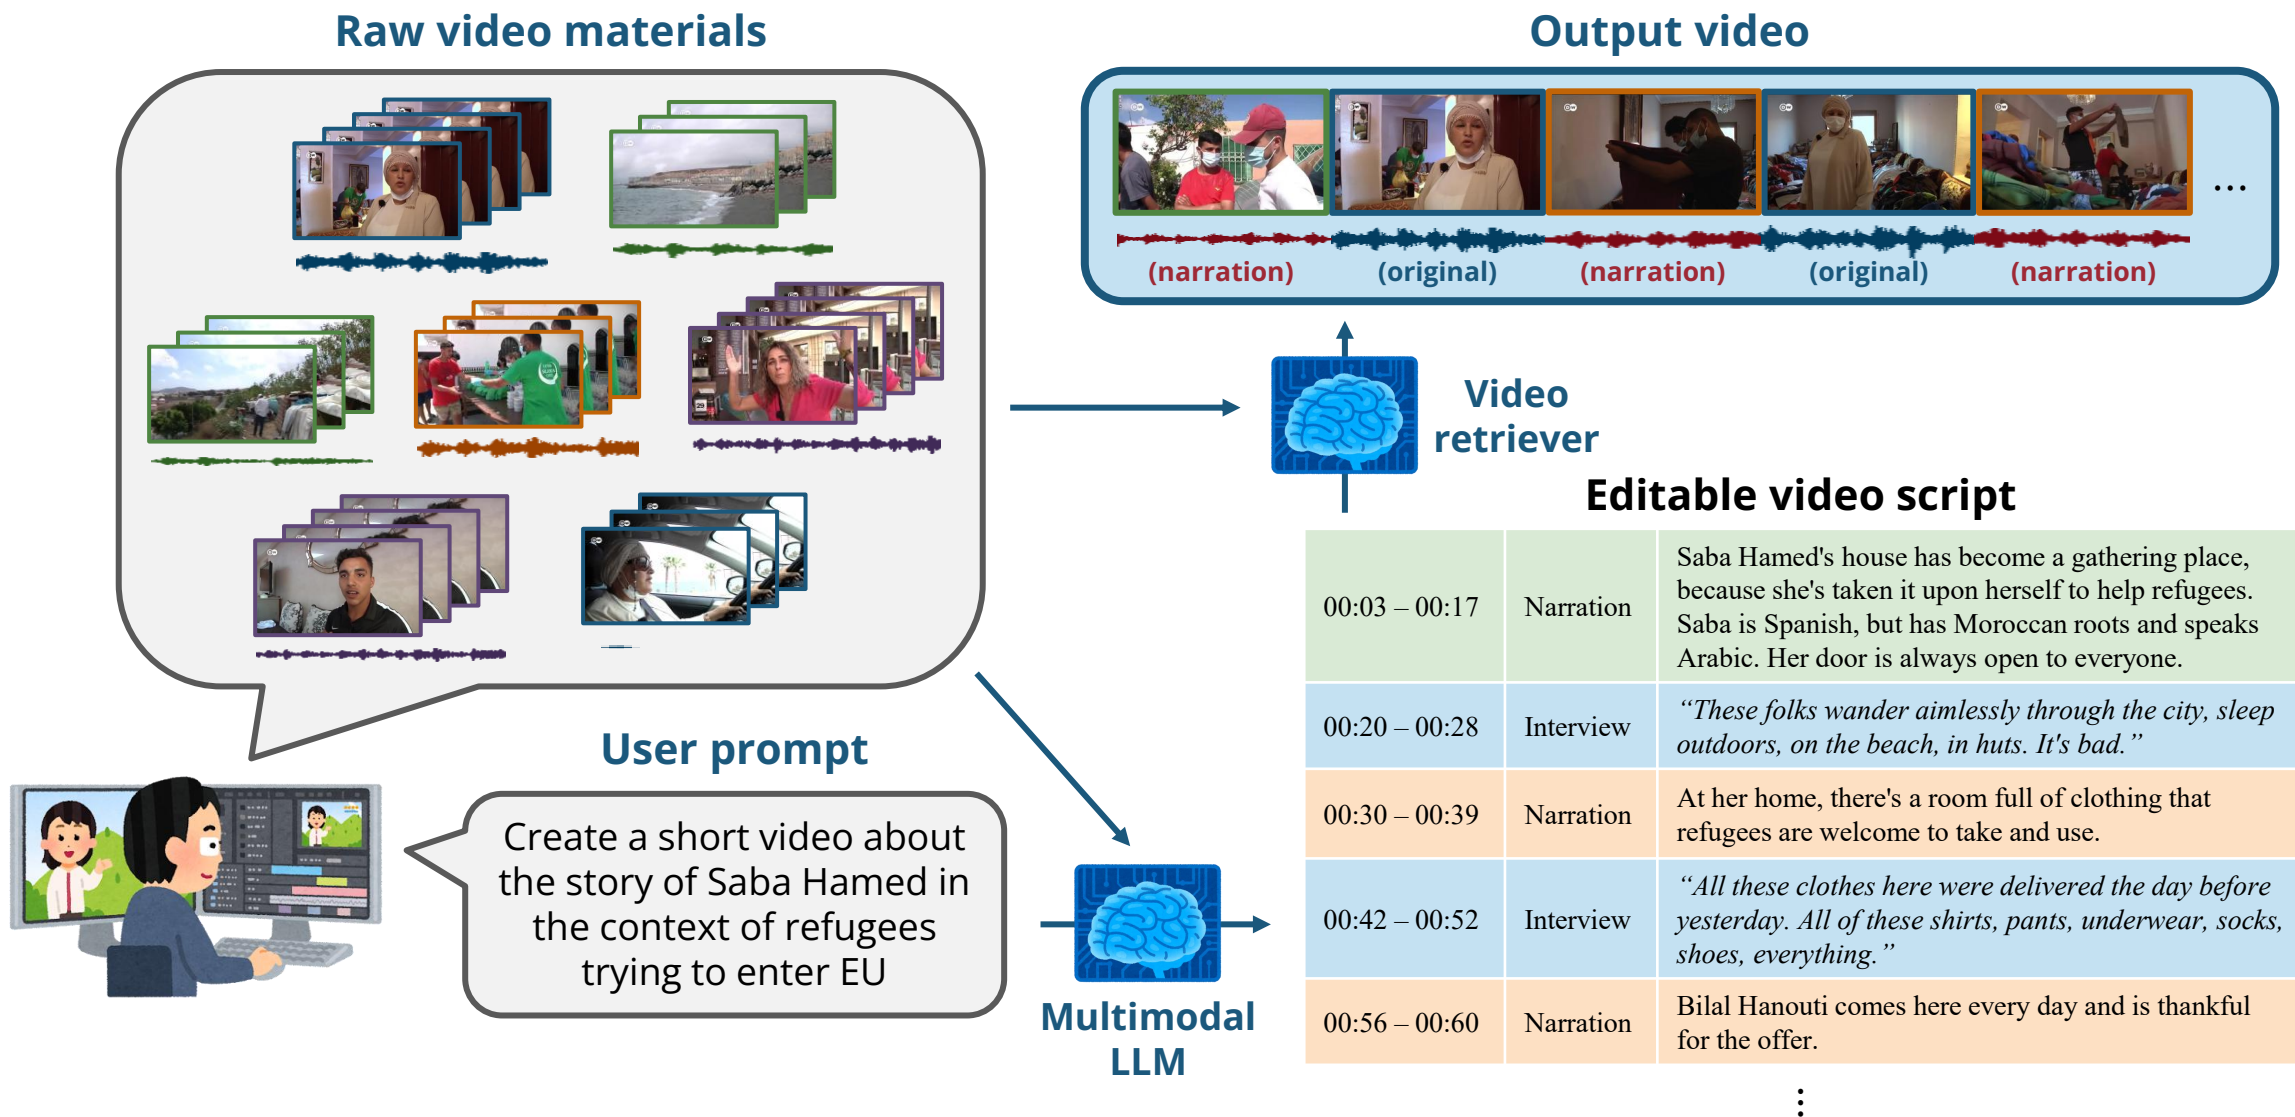 Raw video materials
Output video
(narration)
(original)
(narration)
(original)
(narration)
...
Video
retriever
Editable video script
00:03 – 00:17
Narration
Saba Hamed's house has become a gathering place,
because she's taken it upon herself to help refugees.
Saba is Spanish, but has Moroccan roots and speaks
Arabic. Her door is always open to everyone.
00:20 – 00:28
Interview
“These folks wander aimlessly through the city, sleep
outdoors, on the beach, in huts. It's bad.”
00:30 – 00:39
Narration
At her home, there's a room full of clothing that
refugees are welcome to take and use.
00:42 – 00:52
Interview
“All these clothes here were delivered the day before
yesterday. All of these shirts, pants, underwear, socks,
shoes, everything.”
00:56 – 00:60
Narration
Bilal Hanouti comes here every day and is thankful
for the offer.
⋮
User prompt
Create a short video about
the story of Saba Hamed in
the context of refugees
trying to enter EU
Multimodal
LLM